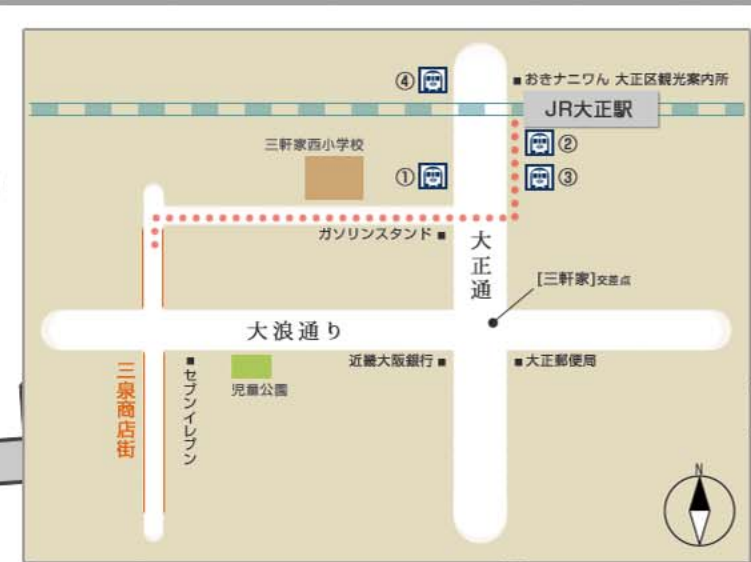 ④
■おきナニワん 大正区観光案内所
JR大正駅
三軒家西小学校
①
②
③
ガソリンスタンド■
大正通
[三軒家]交差点
大浪通り
近畿大阪銀行■
■大正郵便局
三泉商店街
■セブンイレブン
児童公園
N